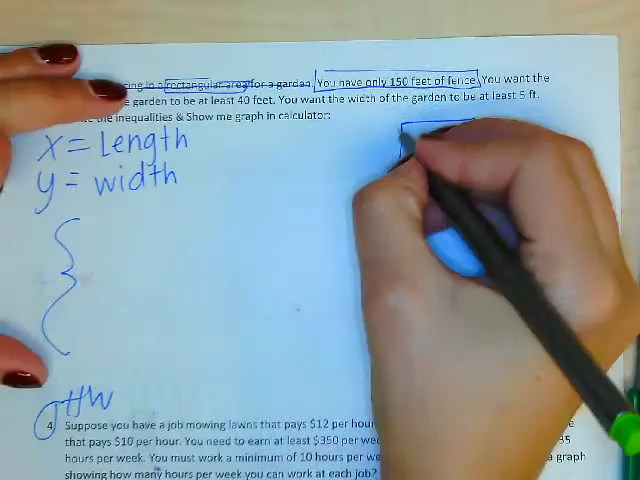 in a rectangular area for a garden. You have only 150 feet of fence. You want the
garden to be at least 40 feet. You want the width of the garden to be at least 5 ft.
the inequalities & Show me graph in calculator:
x = Length
y = width
HW
4. Suppose you have a job mowing lawns that pays $12 per hour
that pays $10 per hour. You need to earn at least $350 per 35
hours per week. You must work a minimum of 10 hours per a graph
showing how many hours per week you can work at each job?